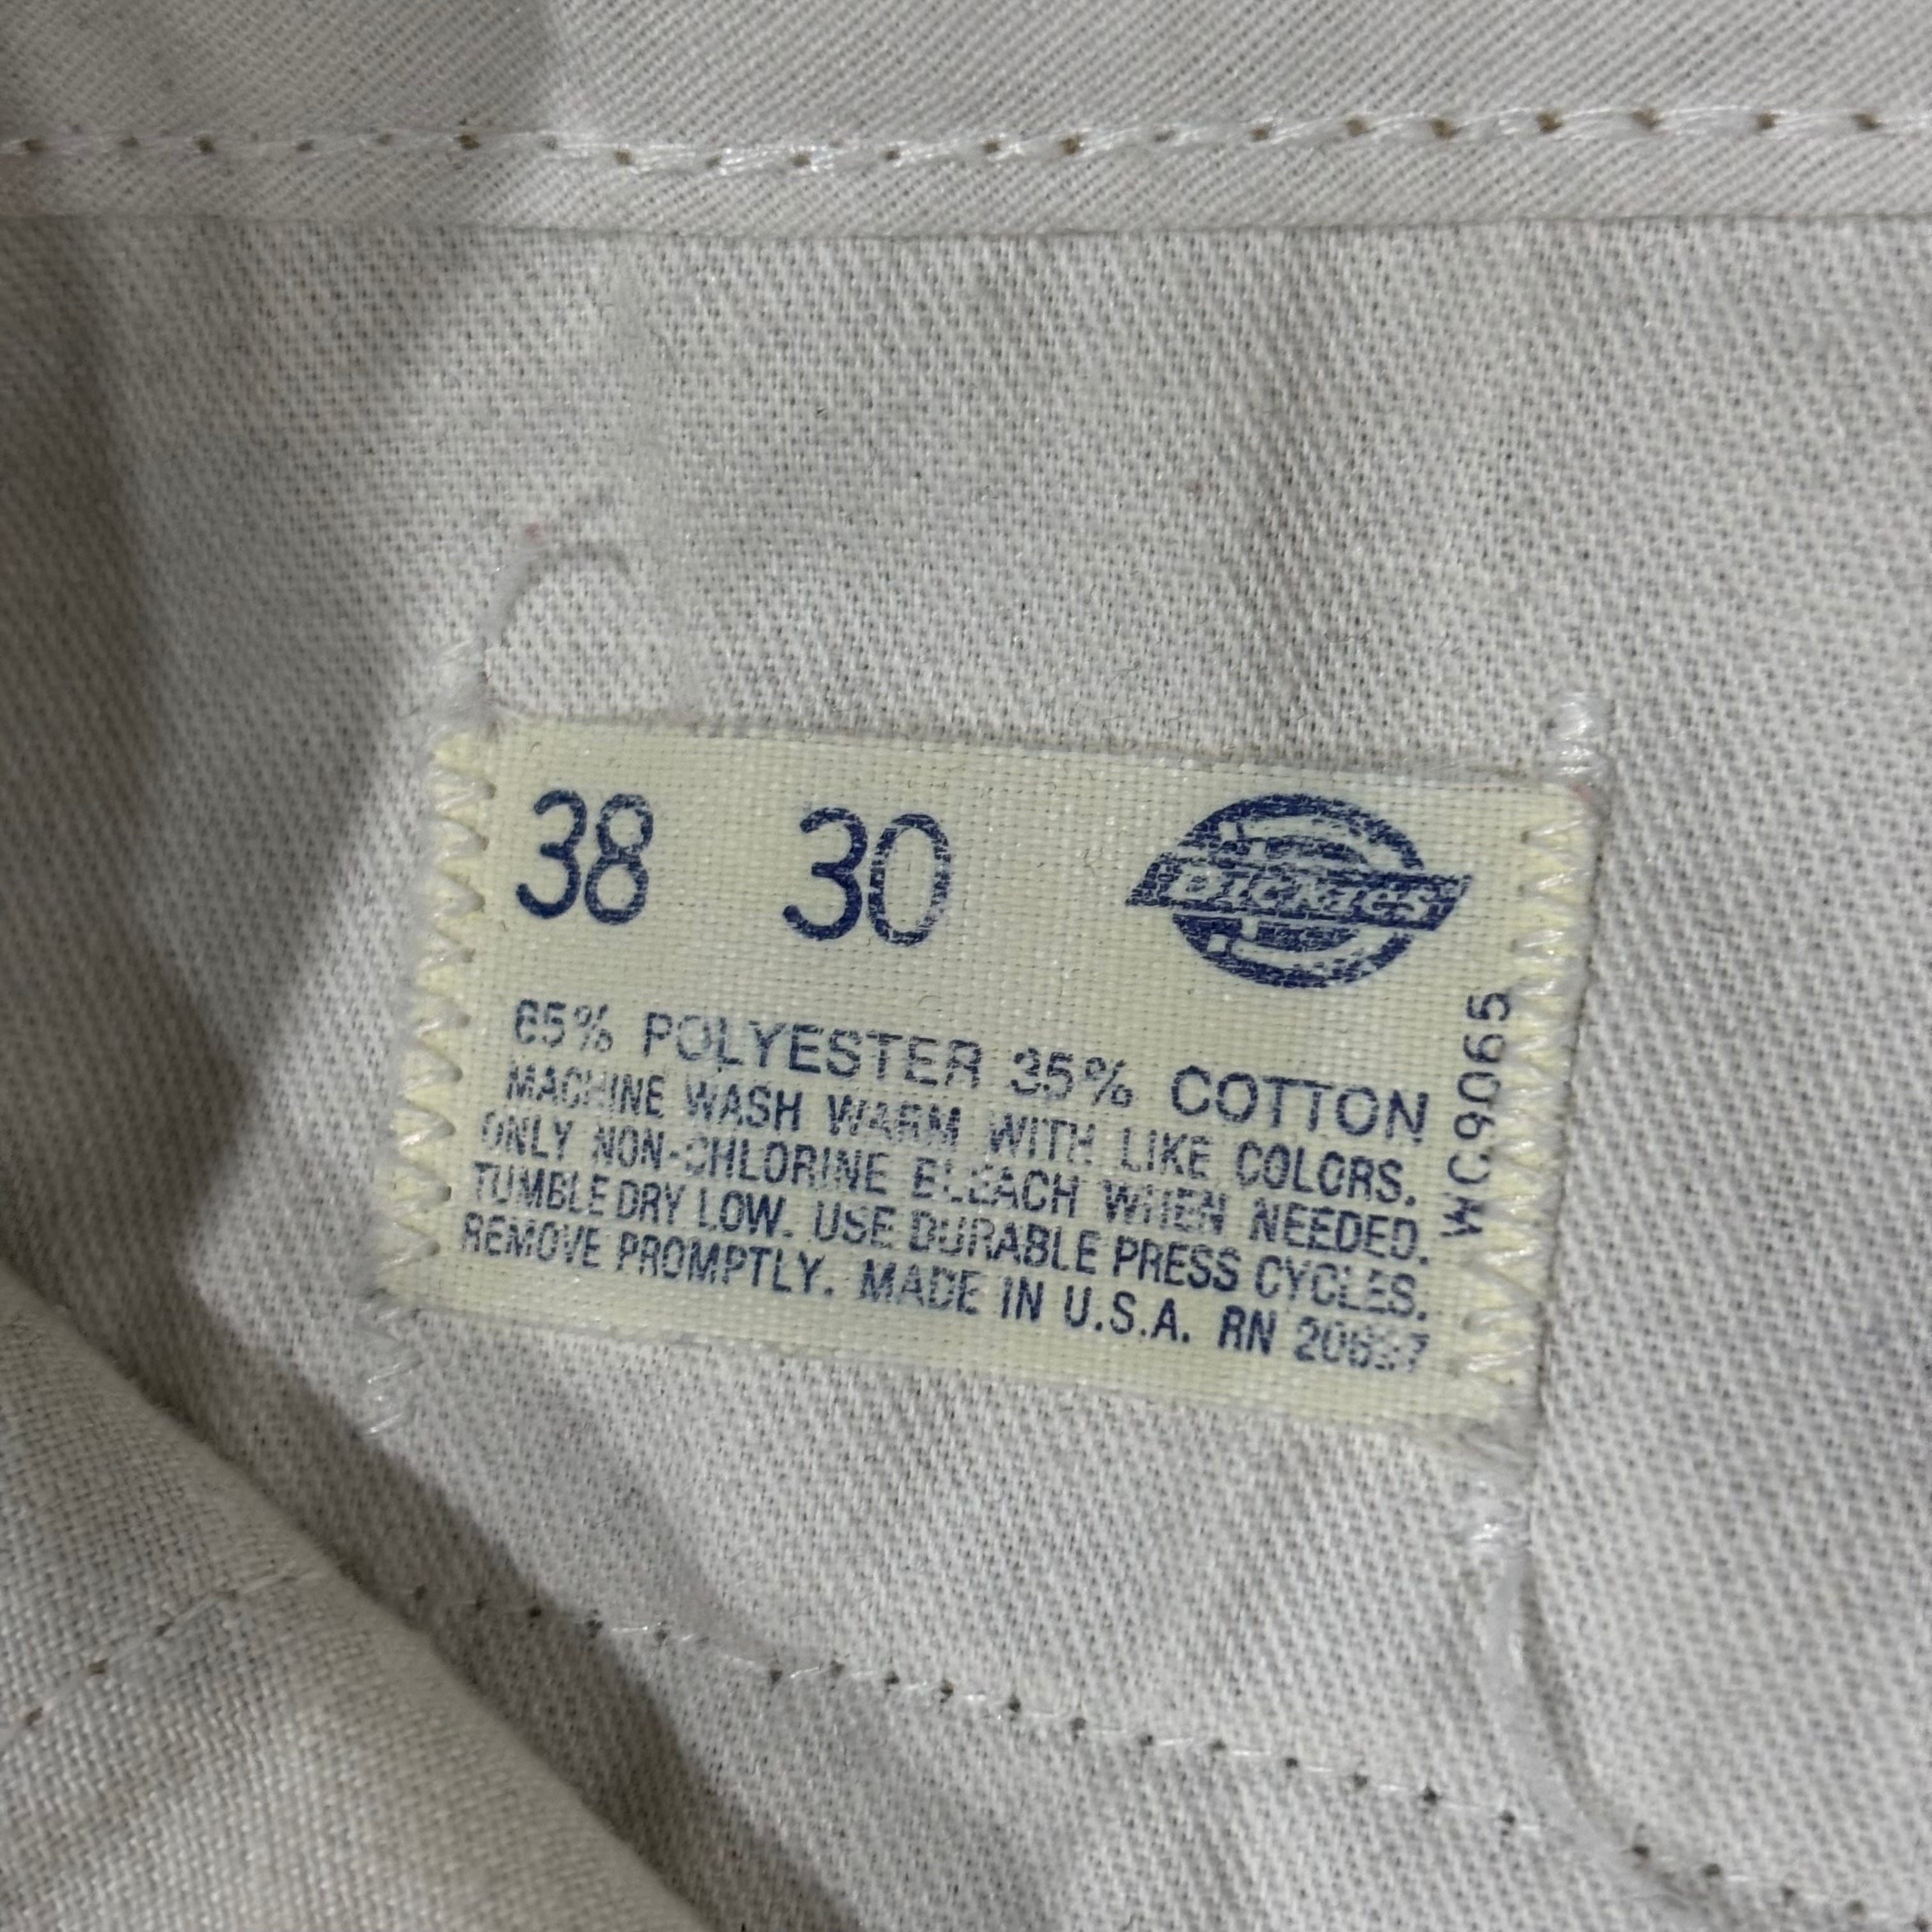 38 30 DICKIES
65% POLYESTER 35% COTTON
MACHINE WASH WARM WITH LIKE COLORS.
ONLY NON-CHLORINE BLEACH WHEN NEEDED.
TUMBLE DRY LOW. USE DURABLE PRESS CYCLES.
REMOVE PROMPTLY. MADE IN U.S.A. RN 20697
WC9065